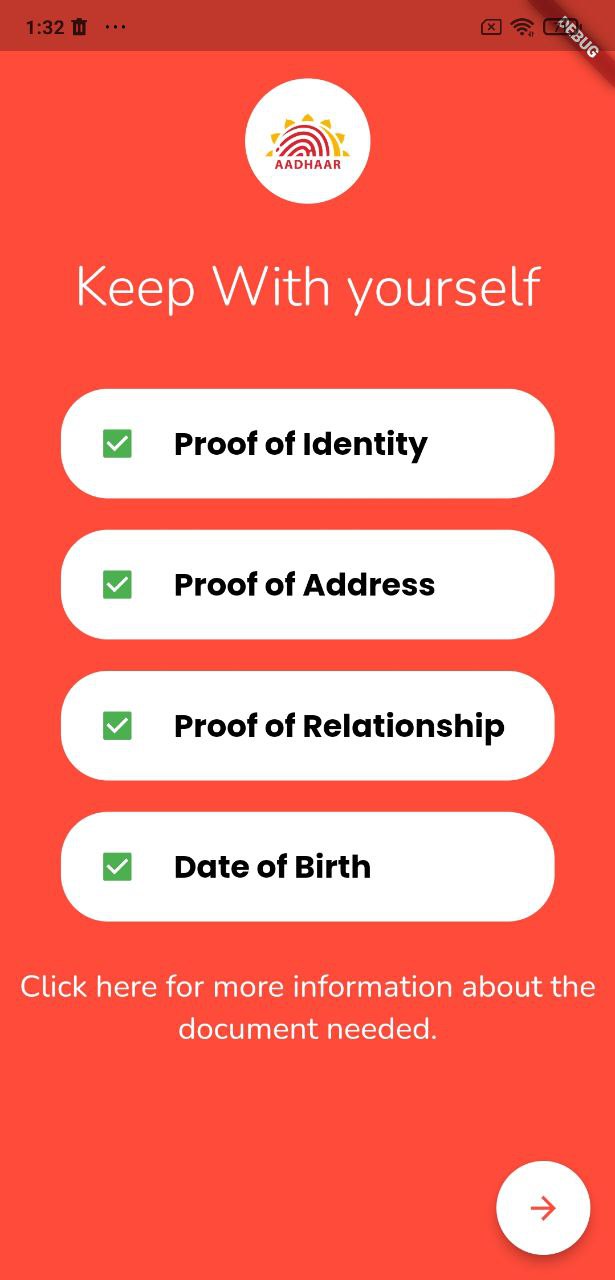 1:32
DEBUG
AADHAAR
Keep With yourself
Proof of Identity
Proof of Address
Proof of Relationship
Date of Birth
Click here for more information about the
document needed.